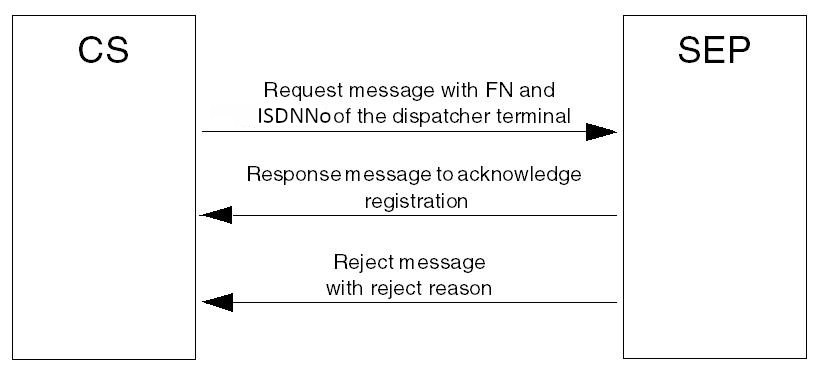 CS
SEP
Request message with FN and
ISDNNo of the dispatcher terminal
Response message to acknowledge
registration
Reject message
with reject reason